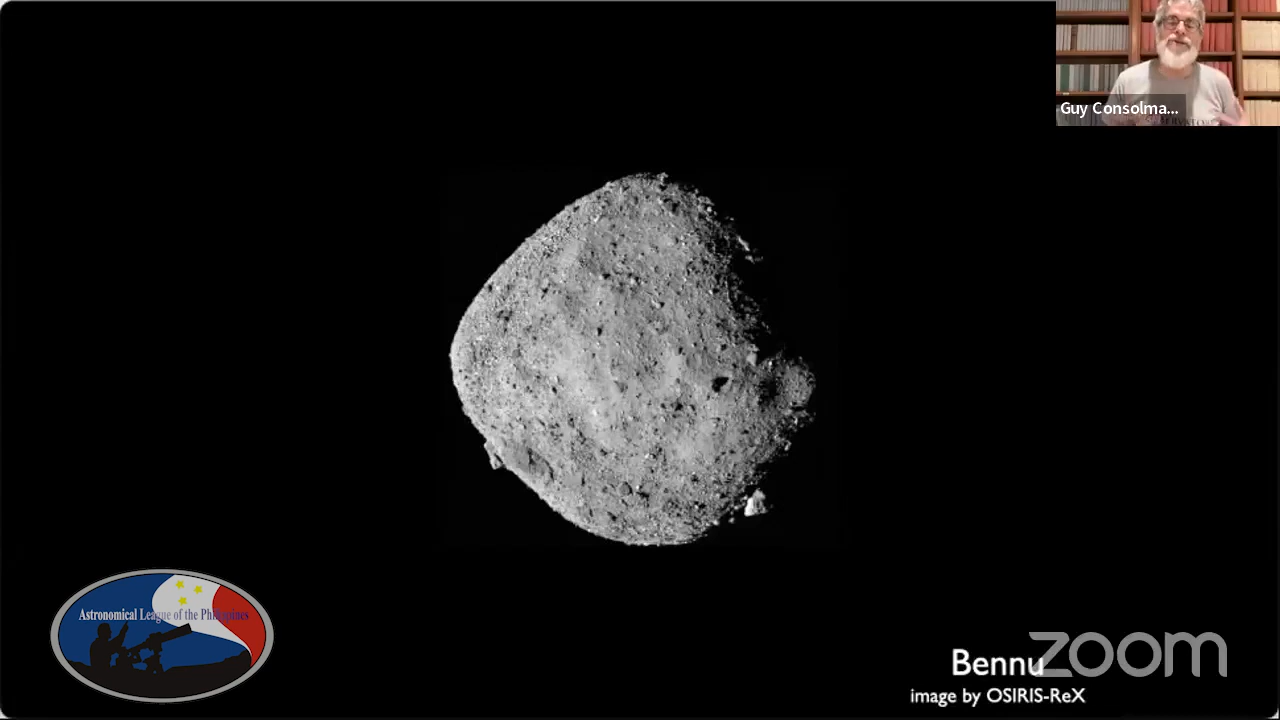 Guy Consolma...
Astronomical League of the Philippines
Bennu
zoom
image by OSIRIS-ReX